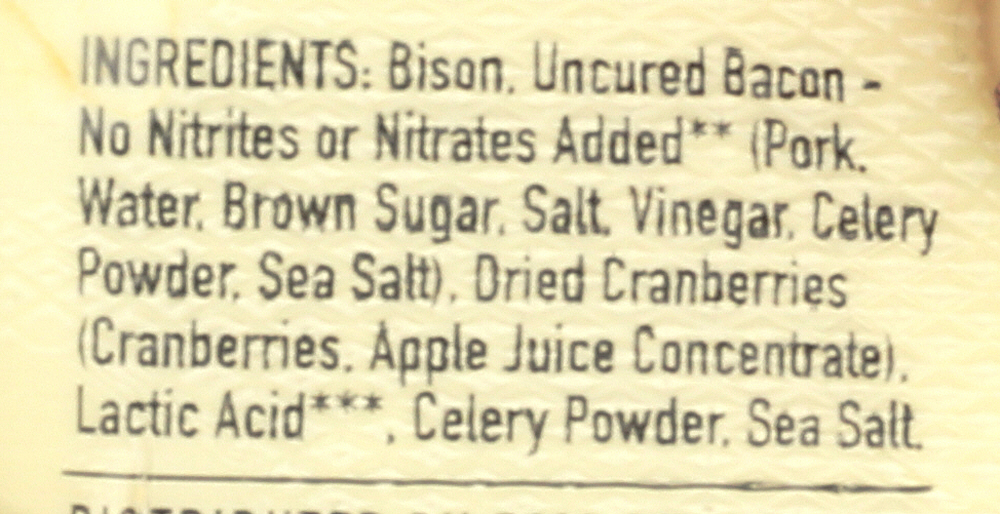 INGREDIENTS: Bison, Uncured Bacon -
No Nitrites or Nitrates Added** (Pork,
Water, Brown Sugar, Salt, Vinegar, Celery
Powder, Sea Salt), Dried Cranberries
(Cranberries, Apple Juice Concentrate),
Lactic Acid***, Celery Powder, Sea Salt.